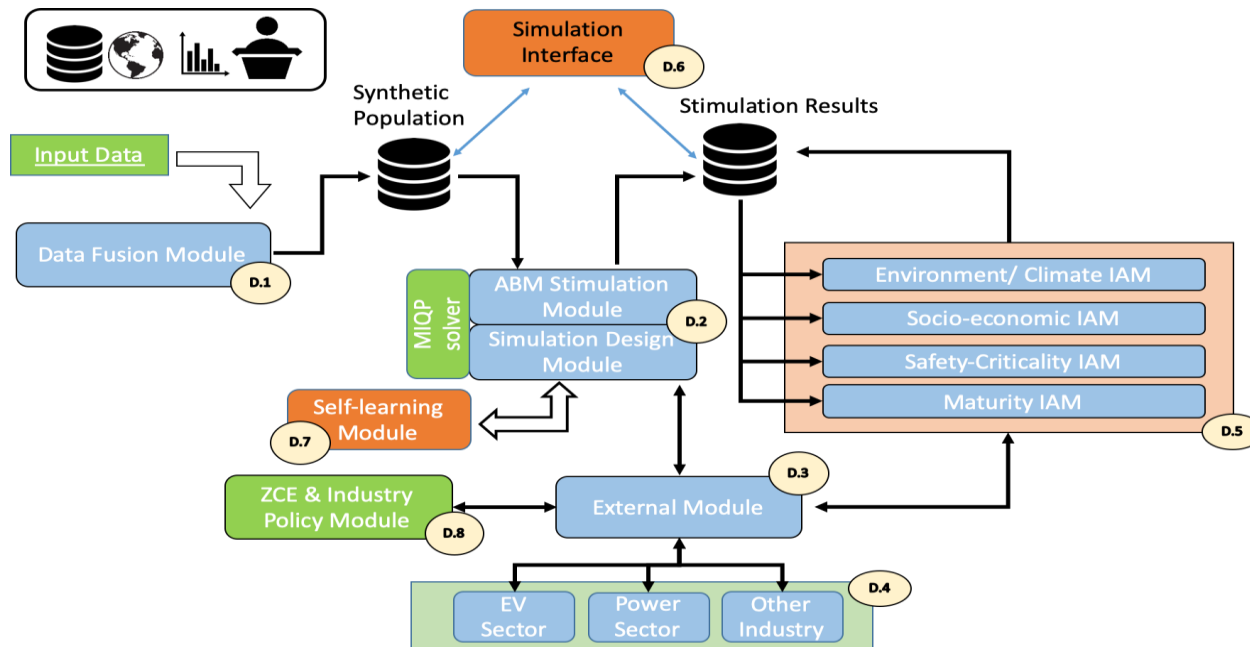 Simulation
Interface
D.6
Synthetic
Population
Stimulation Results
Input Data
Data Fusion Module
D.1
MIQP
solver
ABM Stimulation
Module
D.2
Simulation Design
Module
Environment/ Climate IAM
Socio-economic IAM
Safety-Criticality IAM
Maturity IAM
D.5
Self-learning
Module
D.7
D.3
ZCE & Industry
Policy Module
D.8
External Module
D.4
EV
Sector
Power
Sector
Other
Industry